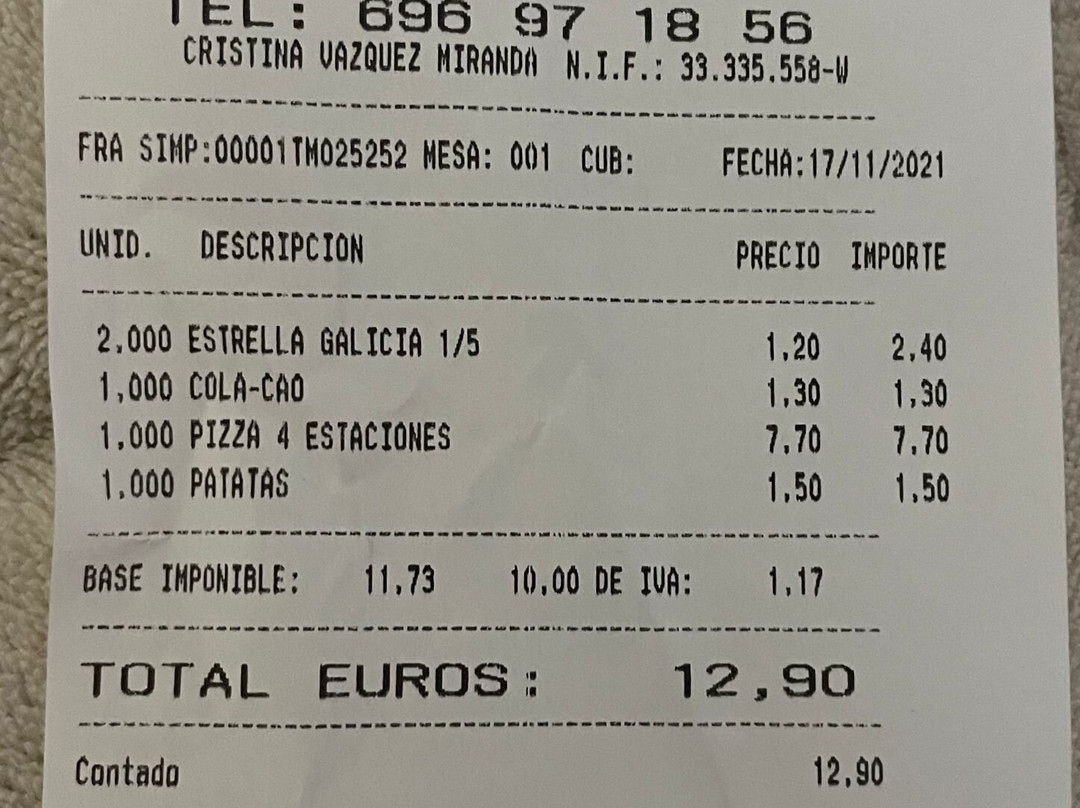 TEL: 696 97 18 56
CRISTINA VAZQUEZ MIRANDA N.I.F.: 33.335.558-W
FRA SIMP:00001TM025252 MESA: 001 CUB: FECHA:17/11/2021
UNID. DESCRIPCION PRECIO IMPORTE
2,000 ESTRELLA GALICIA 1/5 1,20 2,40
1,000 COLA-CAO 1,30 1,30
1,000 PIZZA 4 ESTACIONES 7,70 7,70
1,000 PATATAS 1,50 1,50
BASE IMPONIBLE: 11,73 10,00 DE IVA: 1,17
TOTAL EUROS: 12,90
Contado 12,90